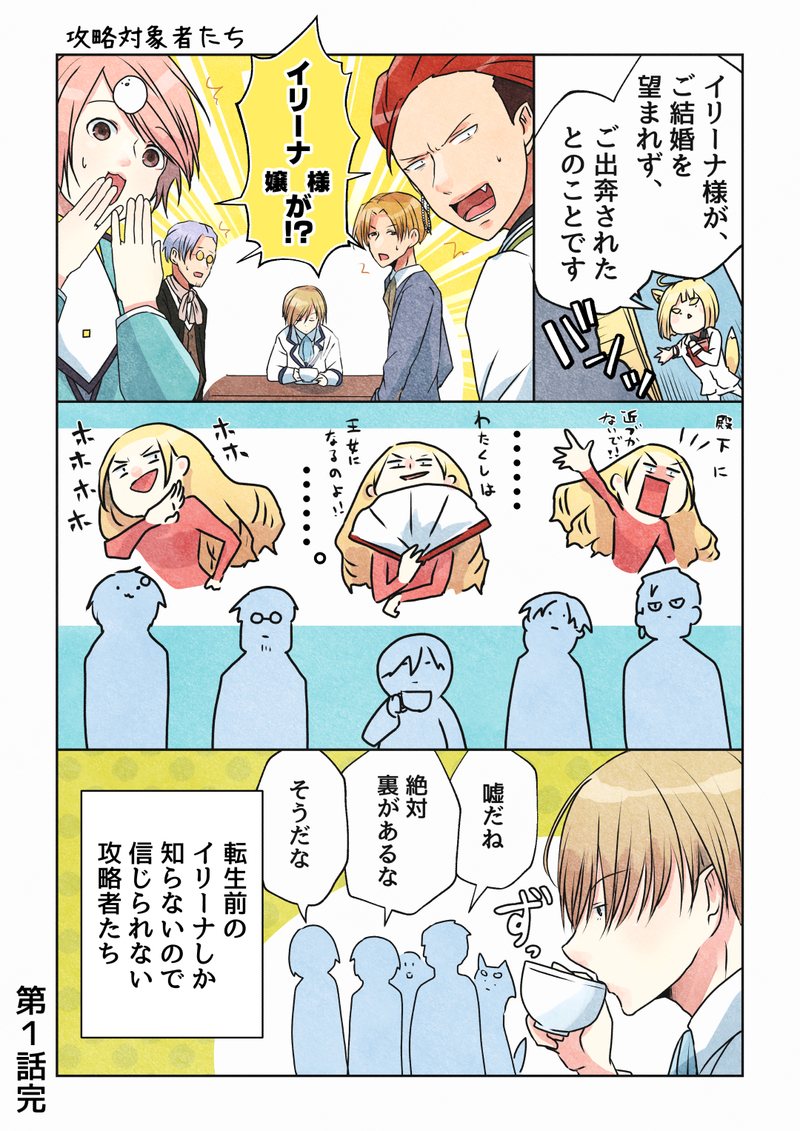 攻略対象者たち
イリーナ様が、
ご結婚を
望まれず、
ご出奔された
とのことです
バーンッ
イリーナ
様
嬢
が!?
殿下に
近づか
ないで!!
・・・・・・
わたくしは
王女に
なるのよ!!
・・・・・・。
ホホ
ホホホホ
嘘だね
絶対
裏があるな
そうだな
ずっ
転生前の
イリーナしか
知らないので
信じられない
攻略者たち
第1話完